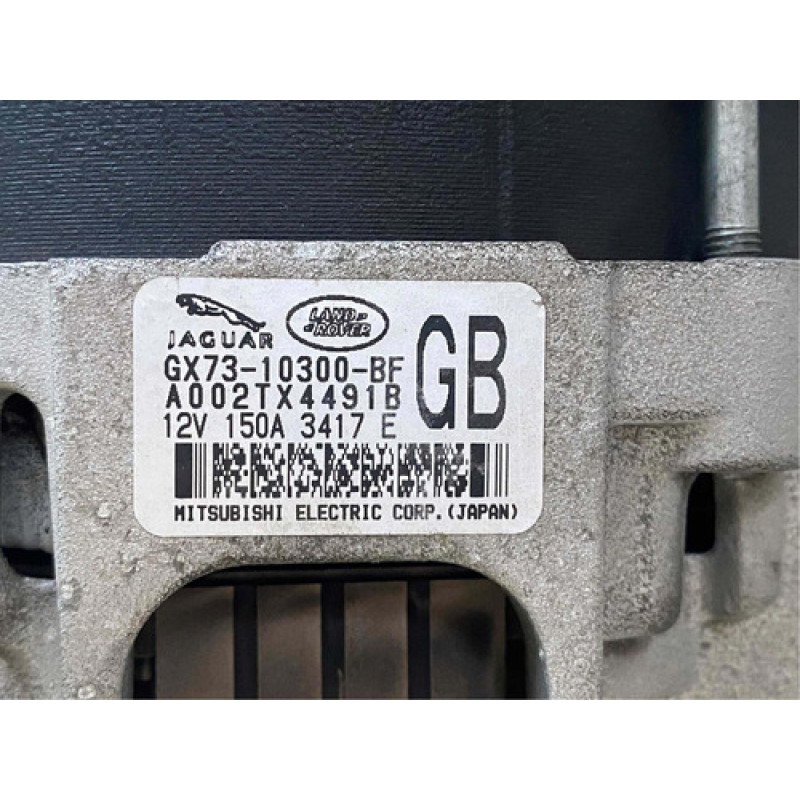 JAGUAR
LAND
ROVER
GX73-10300-BF
GB
A002TX4491B
12V 150A 3417 E
MITSUBISHI ELECTRIC CORP.(JAPAN)